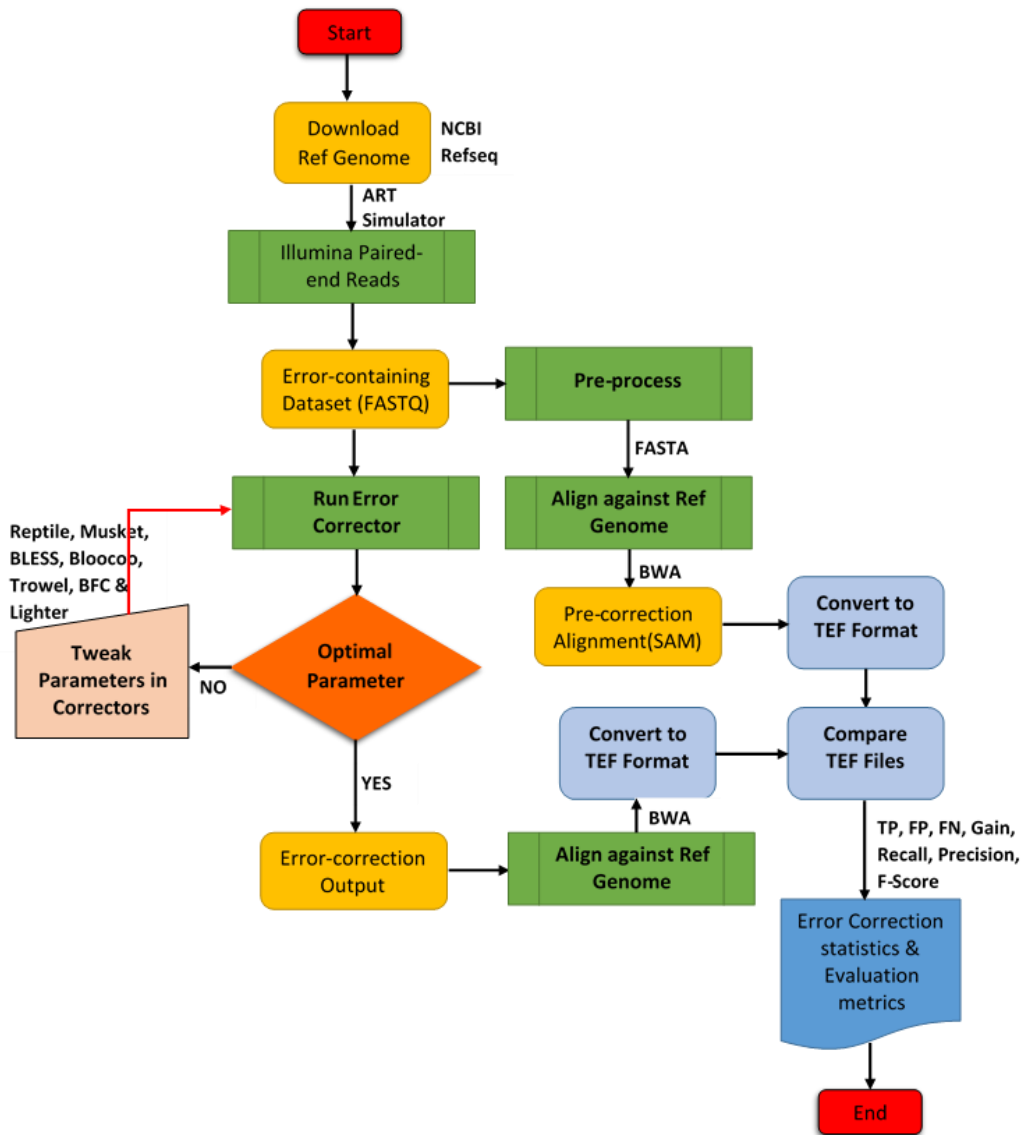 Start
Download
Ref Genome
NCBI
Refseq
ART
Simulator
Illumina Paired-
end Reads
Error-containing
Dataset (FASTQ)
Pre-process
FASTA
Run Error
Corrector
Align against Ref
Genome
Reptile, Musket,
BLESS, Bloocoo,
Trowel, BFC &
Lighter
BWA
Pre-correction
Alignment(SAM)
Convert to
TEF Format
Tweak
Parameters in
Correctors
NO
Optimal
Parameter
Convert to
TEF Format
Compare
TEF Files
YES
BWA
TP, FP, FN, Gain,
Recall, Precision,
F-Score
Error-correction
Output
Align against Ref
Genome
Error Correction
statistics &
Evaluation
metrics
End